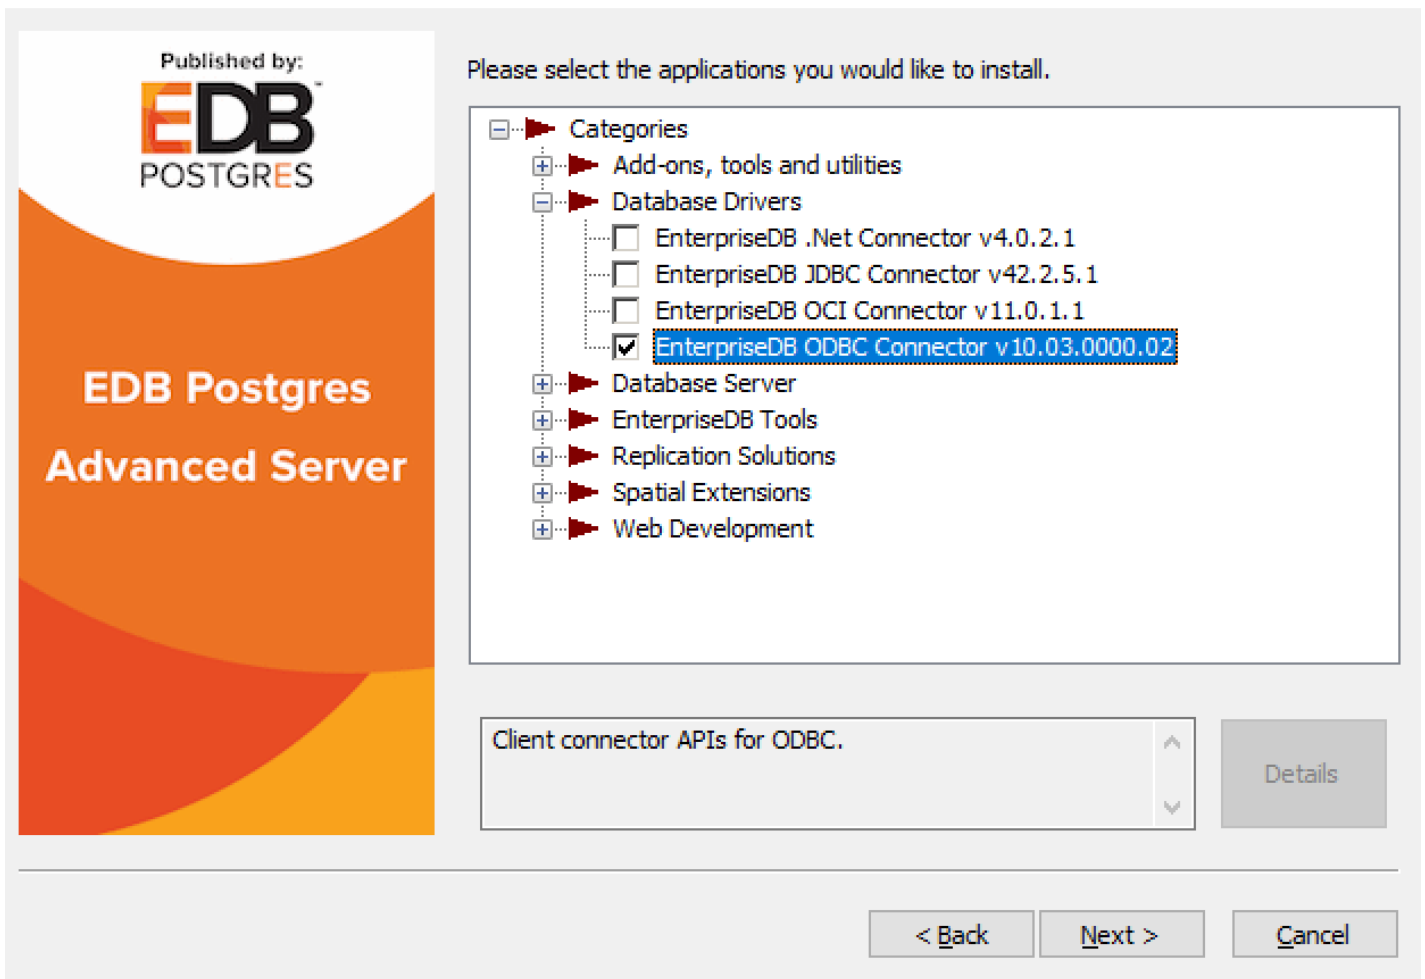 Published by:
EDB™
POSTGRES
EDB Postgres
Advanced Server
Please select the applications you would like to install.
Categories
Add-ons, tools and utilities
Database Drivers
EnterpriseDB .Net Connector v4.0.2.1
EnterpriseDB JDBC Connector v42.2.5.1
EnterpriseDB OCI Connector v11.0.1.1
EnterpriseDB ODBC Connector v10.03.0000.02
Database Server
EnterpriseDB Tools
Replication Solutions
Spatial Extensions
Web Development
Client connector APIs for ODBC.
Details
< Back
Next >
Cancel